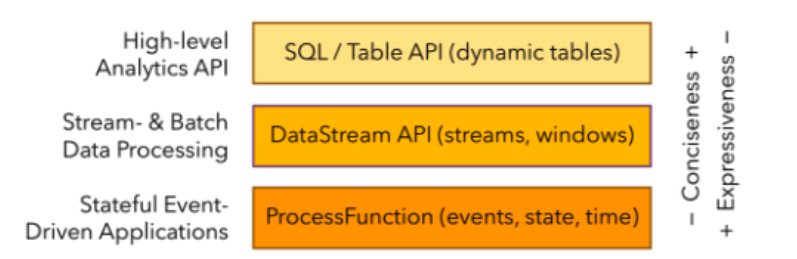 High-level
Analytics API
SQL / Table API (dynamic tables)
Stream- & Batch
Data Processing
DataStream API (streams, windows)
Stateful Event-
Driven Applications
ProcessFunction (events, state, time)
– Conciseness +
+ Expressiveness –